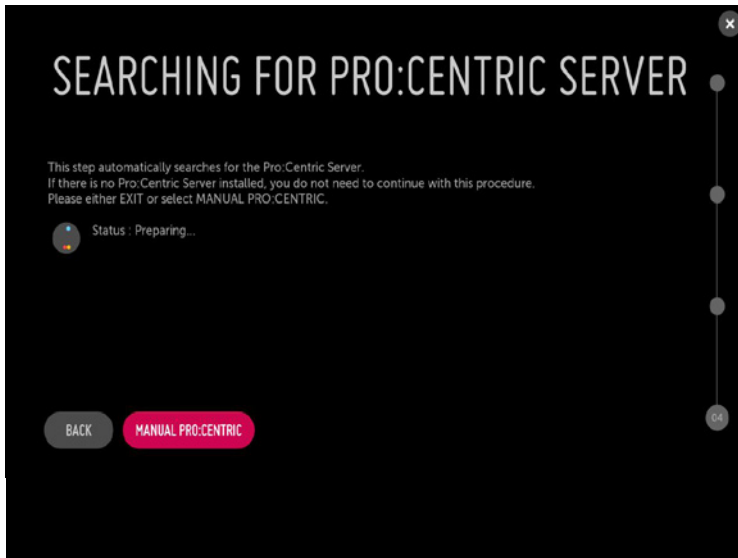 SEARCHING FOR PRO:CENTRIC SERVER
This step automatically searches for the Pro:Centric Server.
If there is no Pro:Centric Server installed, you do not need to continue with this procedure.
Please either EXIT or select MANUAL PRO:CENTRIC.
Status : Preparing...
BACK
MANUAL PRO:CENTRIC
04